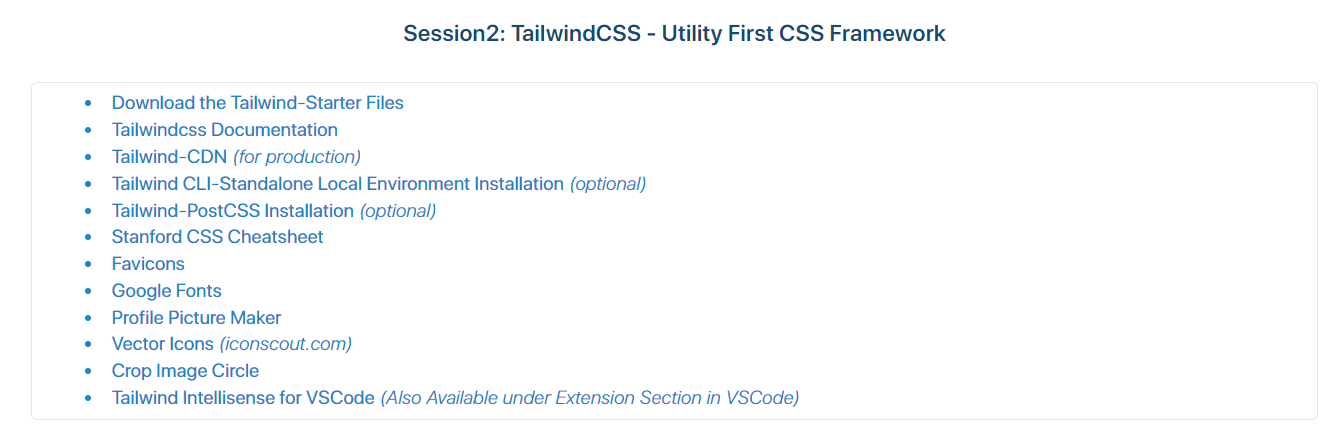 Session2: TailwindCSS - Utility First CSS Framework
• Download the Tailwind-Starter Files
• Tailwindcss Documentation
• Tailwind-CDN (for production)
• Tailwind CLI-Standalone Local Environment Installation (optional)
• Tailwind-PostCSS Installation (optional)
• Stanford CSS Cheatsheet
• Favicons
• Google Fonts
• Profile Picture Maker
• Vector Icons (iconscout.com)
• Crop Image Circle
• Tailwind Intellisense for VSCode (Also Available under Extension Section in VSCode)